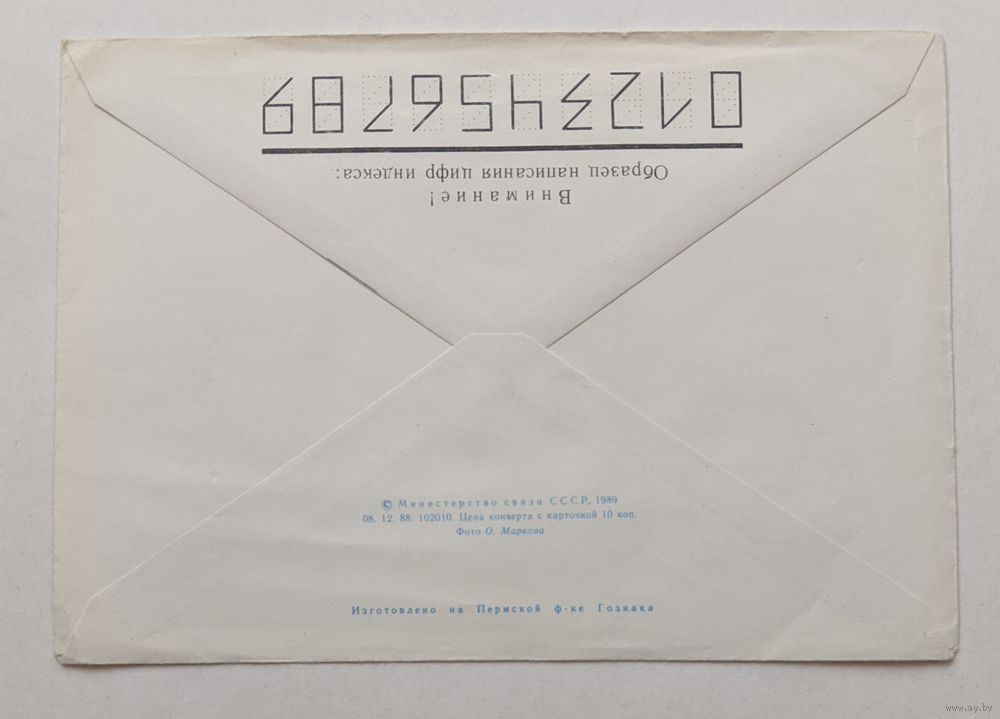 Внимание!
Образец написания цифр индекса:
0123456789
© Министерство связи СССР, 1989
08. 12. 88. 102010. Цена конверта с карточкой 10 коп.
Фото О. Маркова
Изготовлено на Пермской ф-ке Гознака
www.ay.by